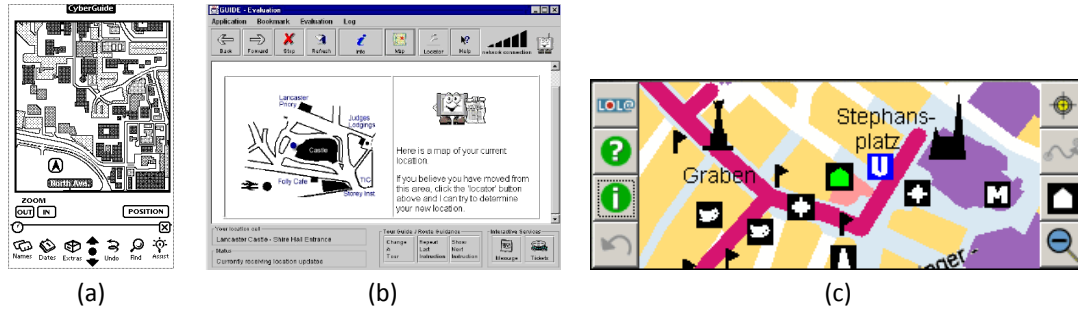 CyberGuide
North Ave.
ZOOM
OUT IN POSITION
Names Dates Extras Undo Find Assist
(a)
GUIDE - Evaluation
Application Bookmark Evaluation Log
Back Forward Stop Refresh Info Map Locator Help network connection
Lancaster
Priory
Judges
Lodgings
Castle
Folly Cafe
MC
Storey Inst
Here is a map of your current
location
If you believe you have moved from
this area, click the 'locator' button
above and I can try to determine
your new location.
Your location cell
Lancaster Castle - Shire Hall Entrance
Status
Currently receiving location updates
Tour Guide / Route Guidance
Change
A
Tour
Repeat
Last
Instruction
Show
Next
Instruction
Interactive Services
Message
Tickets
(b)
LOL@
?
i
Stephans-
platz
U
Graben
M
inger -
(c)